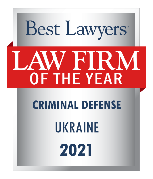 Best Lawyers
LAW FIRM
OF THE YEAR
CRIMINAL DEFENSE
UKRAINE
2021